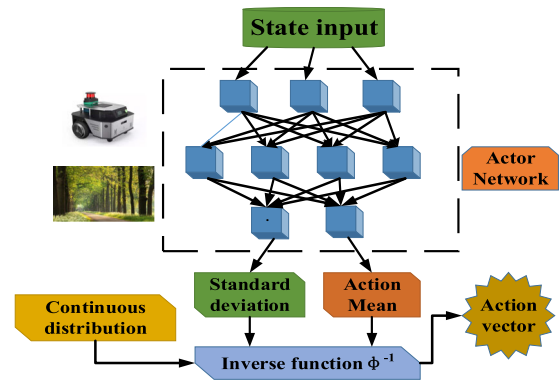 State input
Actor
Network
Standard
deviation
Action
Mean
Continuous
distribution
Action
vector
Inverse function Φ⁻¹